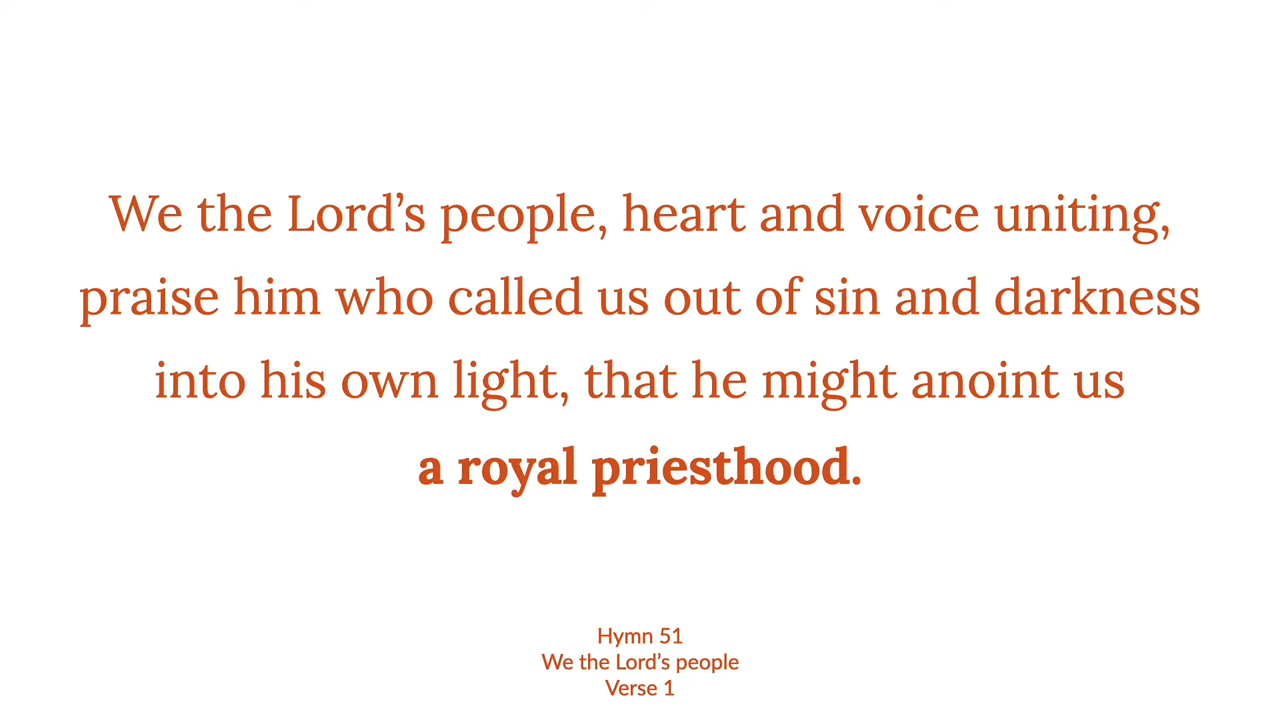 We the Lord’s people, heart and voice uniting,
praise him who called us out of sin and darkness
into his own light, that he might anoint us
a royal priesthood.
Hymn 51
We the Lord’s people
Verse 1